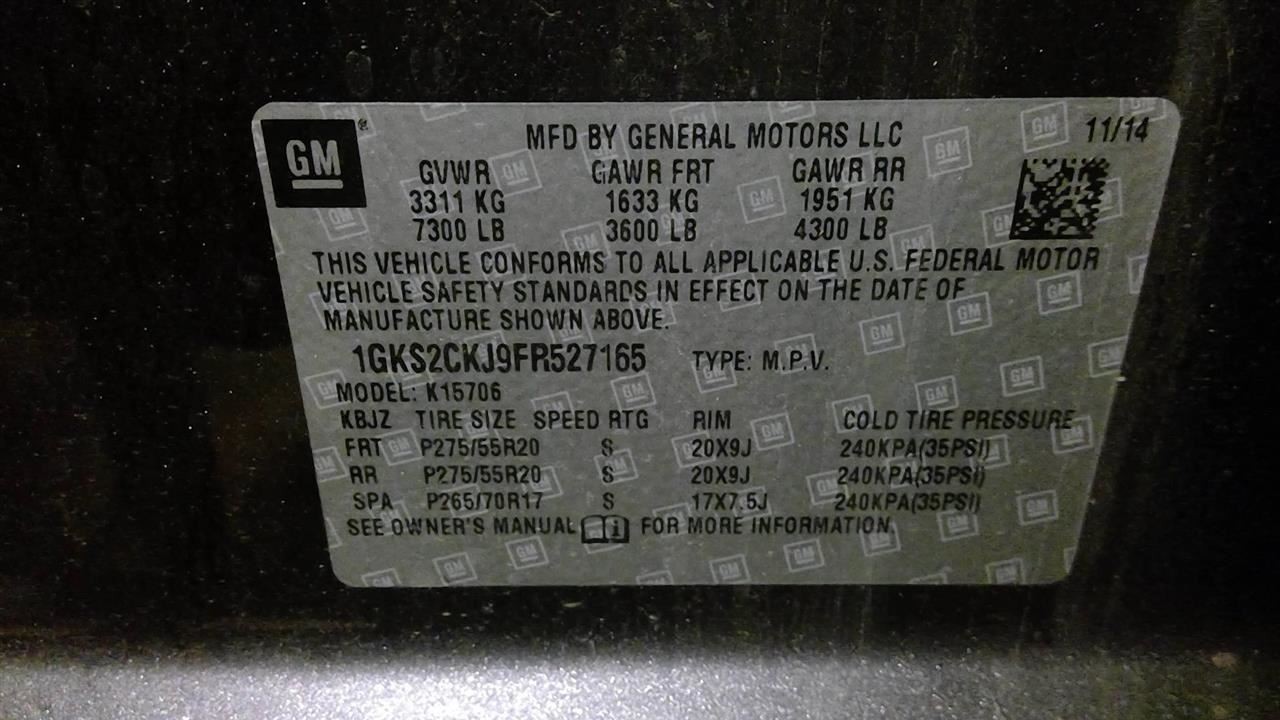 GM
MFD BY GENERAL MOTORS LLC 11/14
GVWR GAWR FRT GAWR RR
3311 KG 1633 KG 1951 KG
7300 LB 3600 LB 4300 LB
THIS VEHICLE CONFORMS TO ALL APPLICABLE U.S. FEDERAL MOTOR
VEHICLE SAFETY STANDARDS IN EFFECT ON THE DATE OF
MANUFACTURE SHOWN ABOVE.
1GKS2CKJ9FR527165 TYPE: M.P.V.
MODEL: K15706
KBJZ TIRE SIZE SPEED RTG RIM COLD TIRE PRESSURE
FRT P275/55R20 S 20X9J 240KPA(35PSI)
RR P275/55R20 S 20X9J 240KPA(35PSI)
SPA P265/70R17 S 17X7.5J 240KPA(35PSI)
SEE OWNER'S MANUAL i FOR MORE INFORMATION